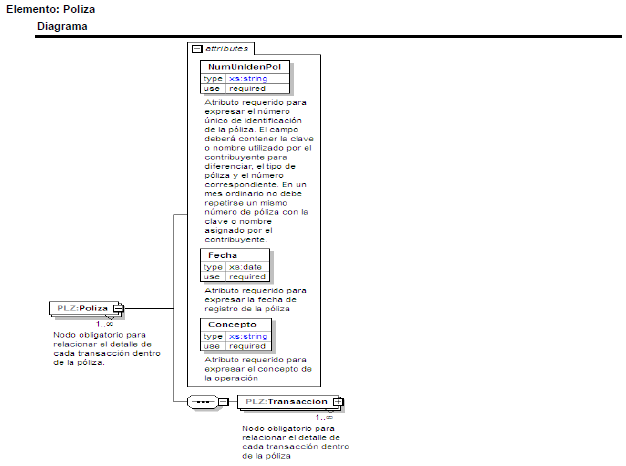 Elemento: Poliza
Diagrama
attributes
NumUnidenPol
type xs:string
use required
Atributo requerido para
expresar el número
único de identificación
de la póliza. El campo
deberá contener la clave
o nombre utilizado por el
contribuyente para
diferenciar, el tipo de
póliza y el número
correspondiente. En un
mes ordinario no debe
repetirse un mismo
número de póliza con la
clave o nombre
asignado por el
contribuyente.
Fecha
type xs:date
use required
Atributo requerido para
expresar la fecha de
registro de la póliza
Concepto
type xs:string
use required
Atributo requerido para
expresar el concepto de
la operación
PLZ:Poliza
1..∞
Nodo obligatorio para
relacionar el detalle de
cada transacción dentro
de la póliza.
PLZ:Transaccion
1..∞
Nodo obligatorio para
relacionar el detalle de
cada transacción dentro
de la póliza